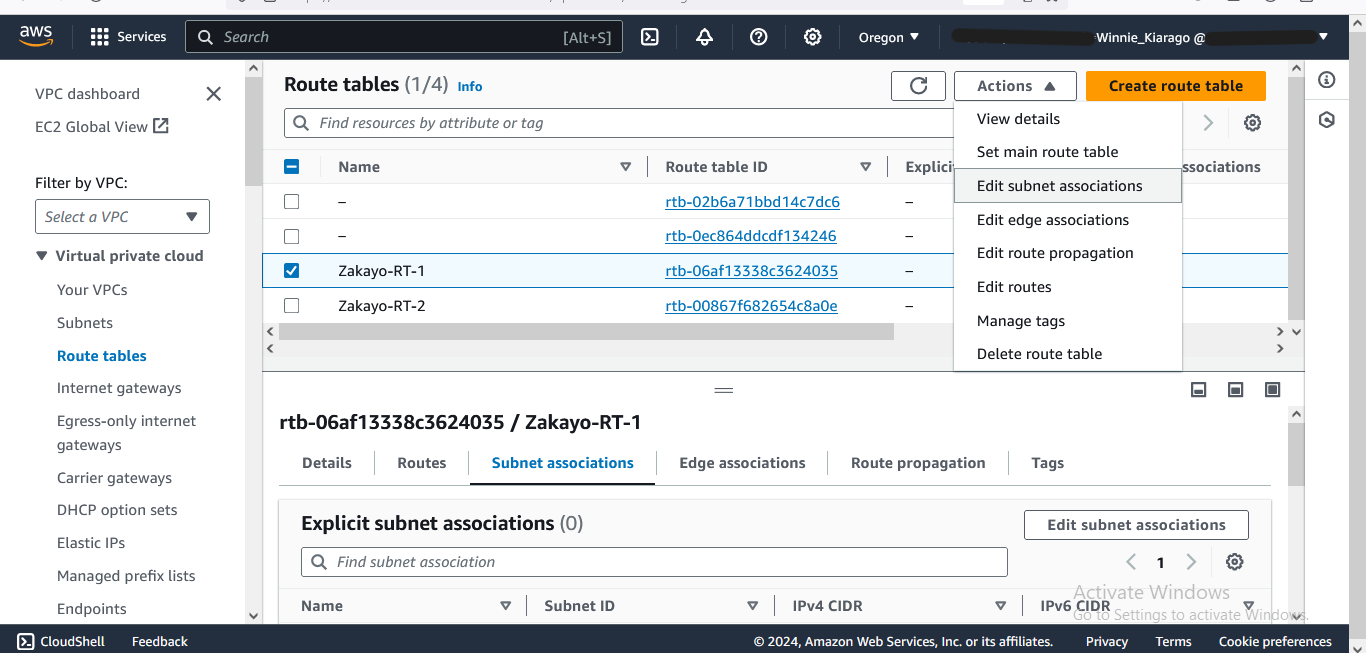 aws Services Search [Alt+S] Oregon Winnie_Kiarago @
VPC dashboard
EC2 Global View
Filter by VPC:
Select a VPC
Virtual private cloud
Your VPCs
Subnets
Route tables
Internet gateways
Egress-only internet
gateways
Carrier gateways
DHCP option sets
Elastic IPs
Managed prefix lists
Endpoints
Route tables (1/4) Info
Actions
Create route table
Find resources by attribute or tag
View details
Set main route table
Edit subnet associations
Edit edge associations
Edit route propagation
Edit routes
Manage tags
Delete route table
Name Route table ID Explici ssociations
– rtb-02b6a71bbd14c7dc6 –
– rtb-0ec864ddcdf134246 –
Zakayo-RT-1 rtb-06af13338c3624035 –
Zakayo-RT-2 rtb-00867f682654c8a0e –
rtb-06af13338c3624035 / Zakayo-RT-1
Details Routes Subnet associations Edge associations Route propagation Tags
Explicit subnet associations (0)
Edit subnet associations
Find subnet association
1
Name Subnet ID IPv4 CIDR IPv6 CIDR
Activate Windows
Go to Settings to activate Windows.
CloudShell Feedback © 2024, Amazon Web Services, Inc. or its affiliates. Privacy Terms Cookie preferences